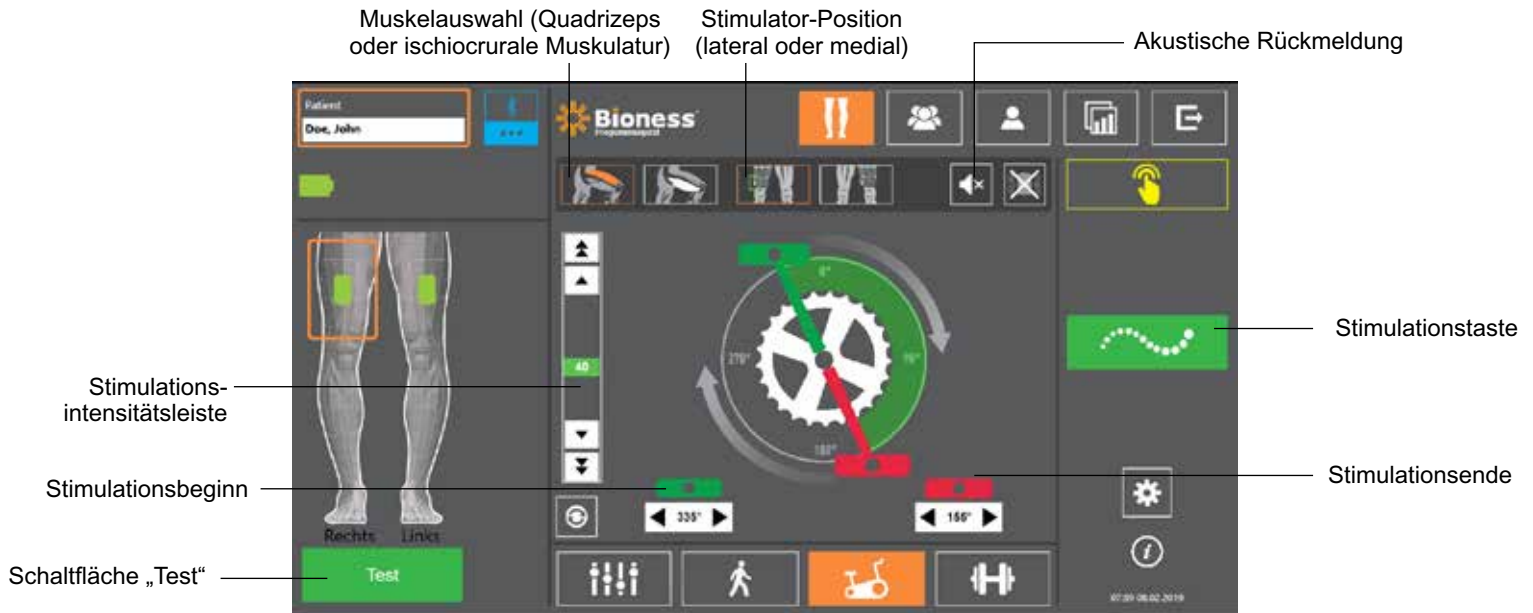 Muskelauswahl (Quadrizeps
oder ischiocrurale Muskulatur)
Stimulator-Position
(lateral oder medial)
Akustische Rückmeldung
Patient
Doe, John
Bioness
0°
90°
270°
180°
40
Stimulationstaste
Stimulations-
intensitätsleiste
Stimulationsbeginn
Stimulationsende
335°
Rechts Links
Schaltfläche „Test“
Test